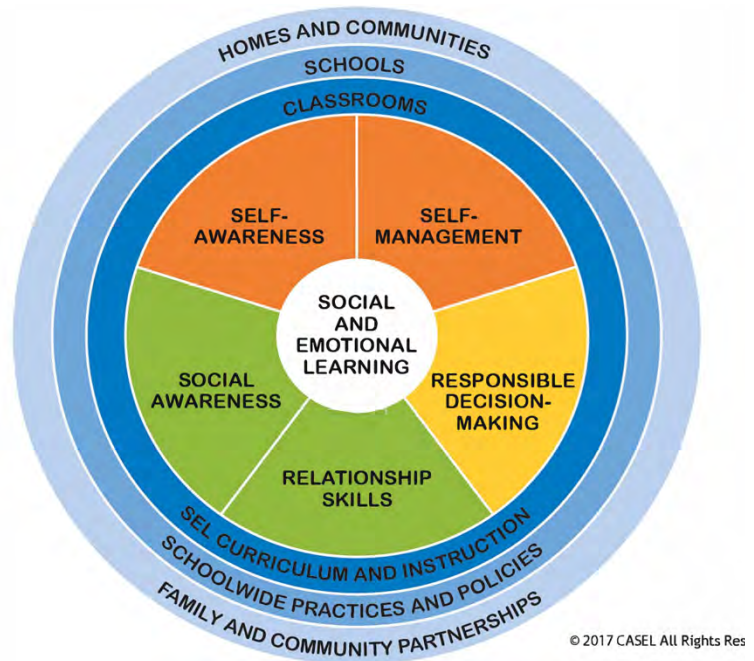 HOMES AND COMMUNITIES
SCHOOLS
CLASSROOMS
SELF-
AWARENESS
SELF-
MANAGEMENT
SOCIAL
AND
EMOTIONAL
LEARNING
SOCIAL
AWARENESS
RESPONSIBLE
DECISION-
MAKING
RELATIONSHIP
SKILLS
SEL CURRICULUM AND INSTRUCTION
SCHOOLWIDE PRACTICES AND POLICIES
FAMILY AND COMMUNITY PARTNERSHIPS
© 2017 CASEL All Rights Res